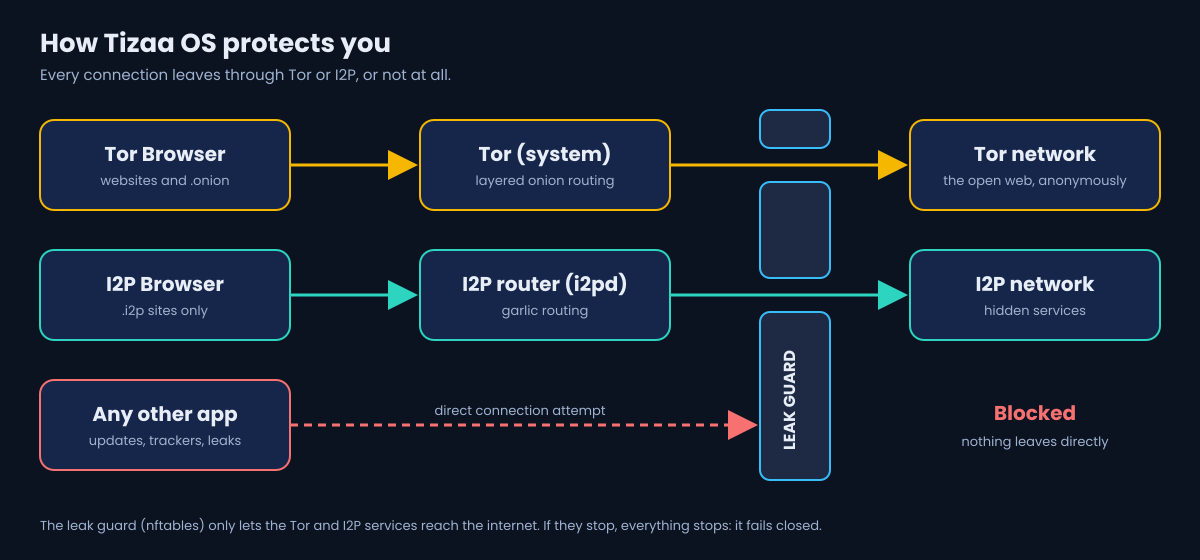 How Tizaa OS protects you
Every connection leaves through Tor or I2P, or not at all.
Tor Browser
websites and .onion
Tor (system)
layered onion routing
Tor network
the open web, anonymously
I2P Browser
.i2p sites only
I2P router (i2pd)
garlic routing
I2P network
hidden services
Any other app
updates, trackers, leaks
direct connection attempt
LEAK GUARD
Blocked
nothing leaves directly
The leak guard (nftables) only lets the Tor and I2P services reach the internet. If they stop, everything stops: it fails closed.